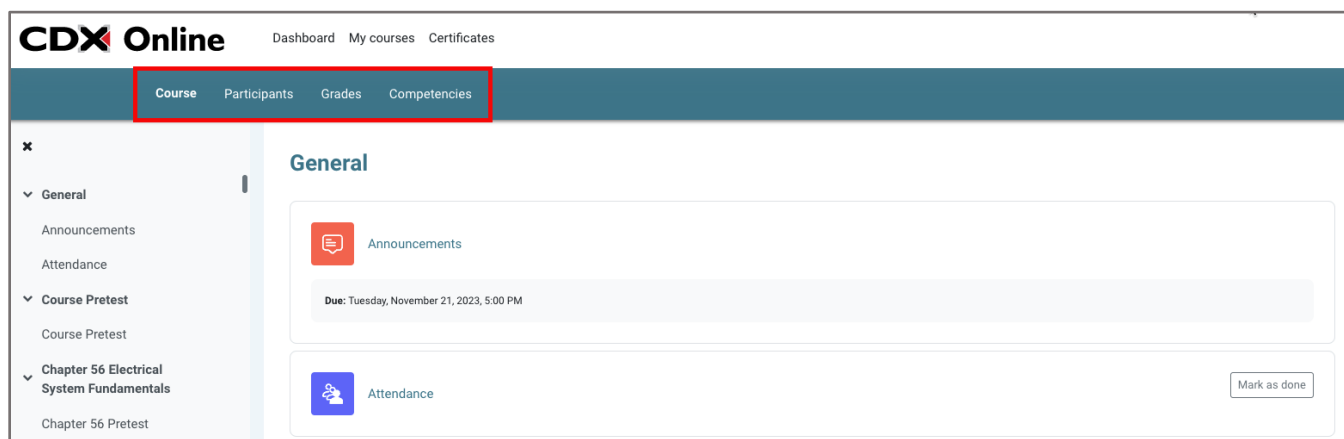 CDX Online Dashboard My courses Certificates
Course Participants Grades Competencies
General
Announcements
Attendance
Course Pretest
Course Pretest
Chapter 56 Electrical
System Fundamentals
Chapter 56 Pretest
General
Announcements
Due: Tuesday, November 21, 2023, 5:00 PM
Attendance
Mark as done